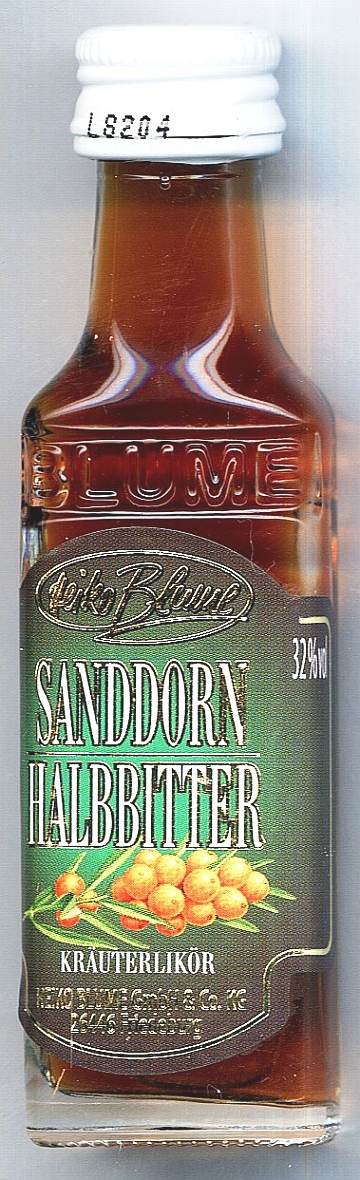 L8204
BLUME
Heiko Blume
32%vol
SANDDORN
HALBBITTER
KRÄUTERLIKÖR
HEIKO BLUME GmbH & Co. KG
26446 Friedeburg